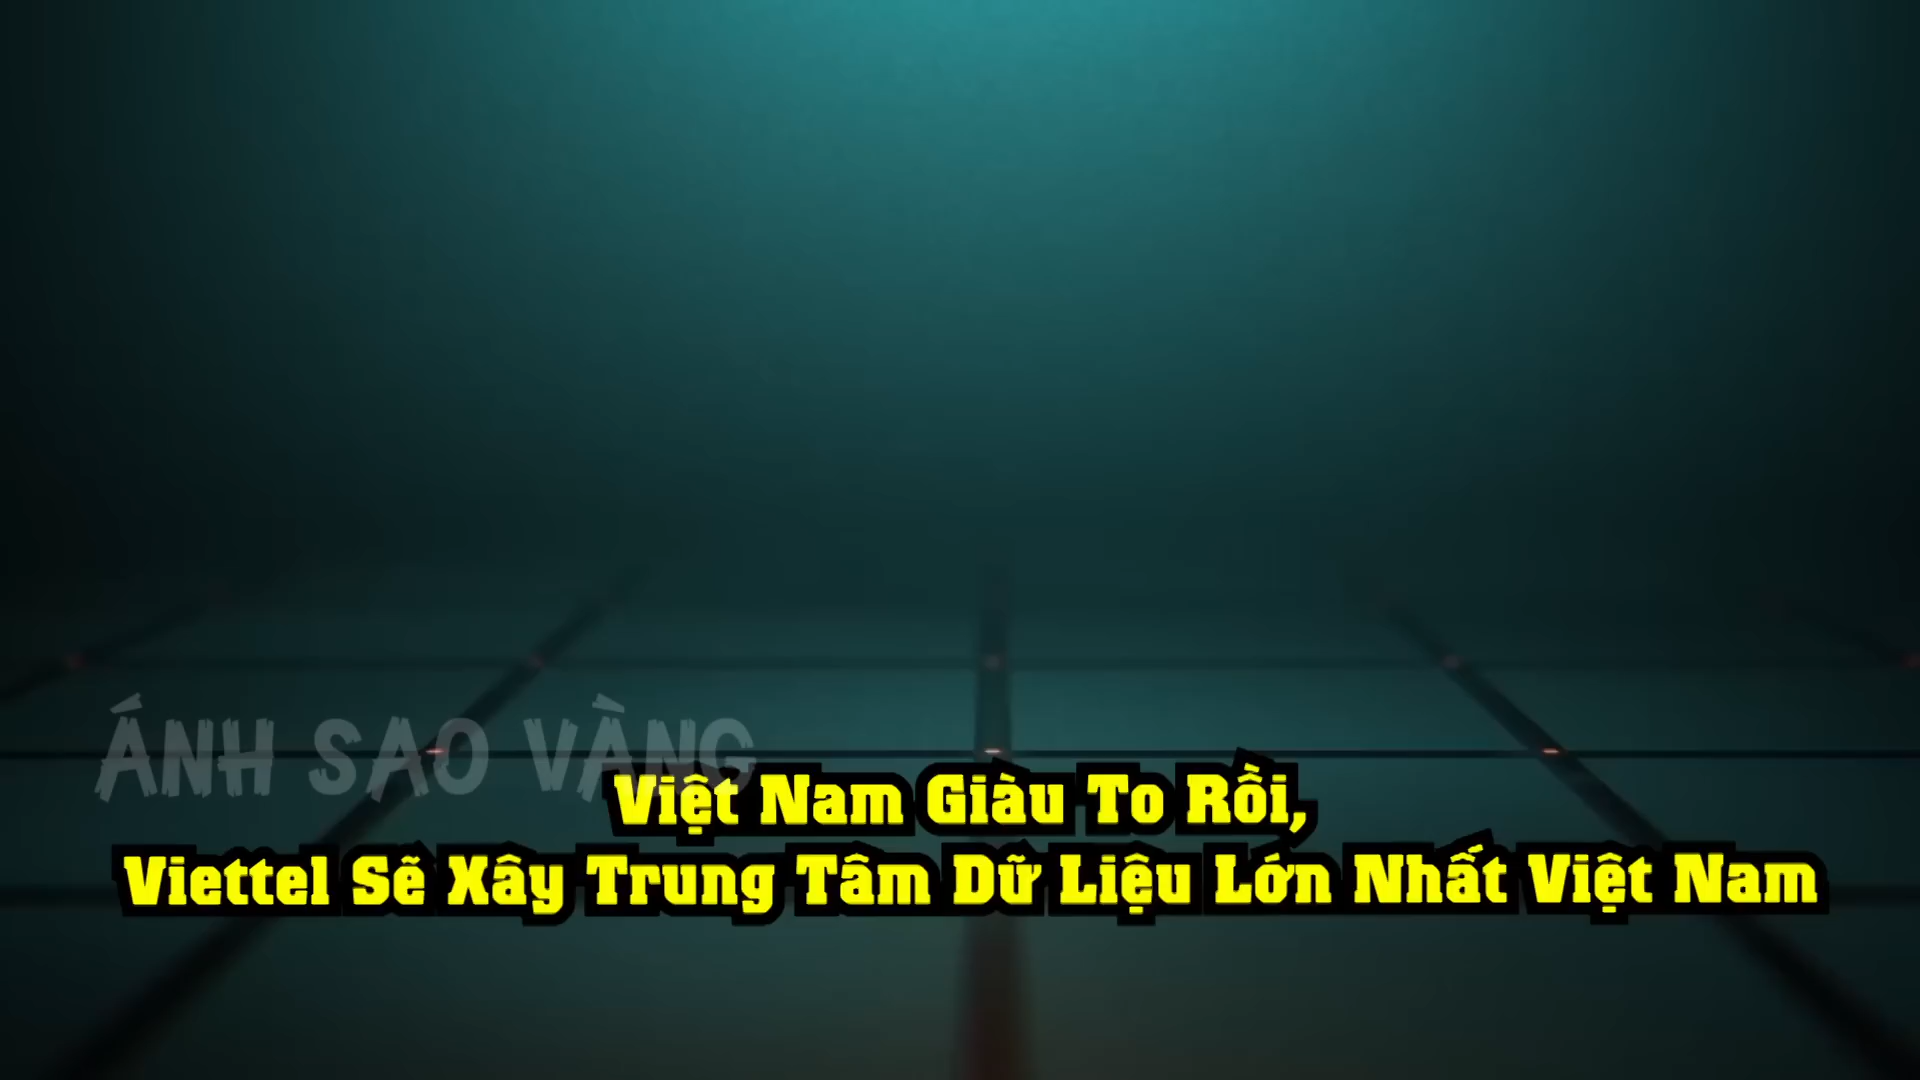 ÁNH SAO VÀNG
Việt Nam Giàu To Rồi,
Viettel Sẽ Xây Trung Tâm Dữ Liệu Lớn Nhất Việt Nam